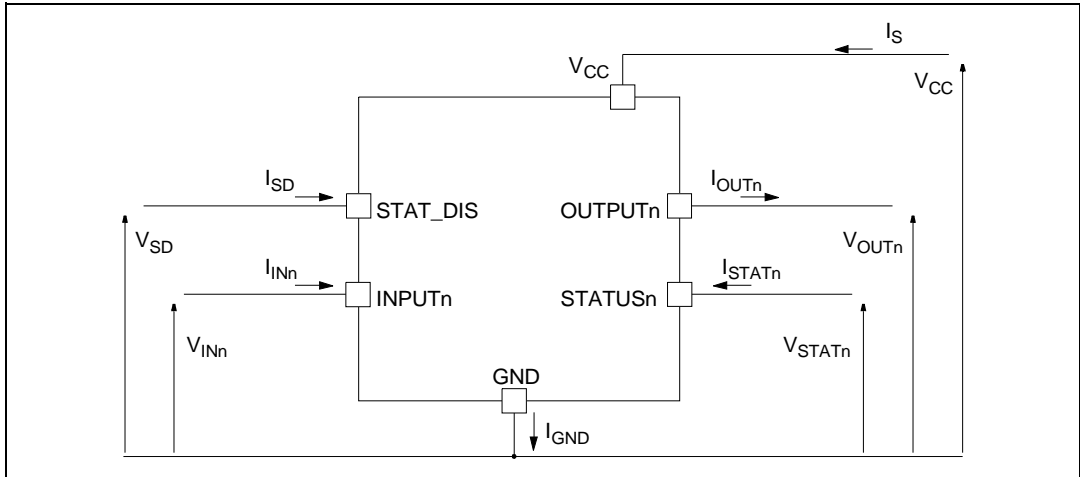 I_S
V_CC
V_CC
I_SD
I_OUTn
STAT_DIS
OUTPUTn
V_SD
V_OUTn
I_INn
I_STATn
INPUTn
STATUSn
V_INn
V_STATn
GND
I_GND